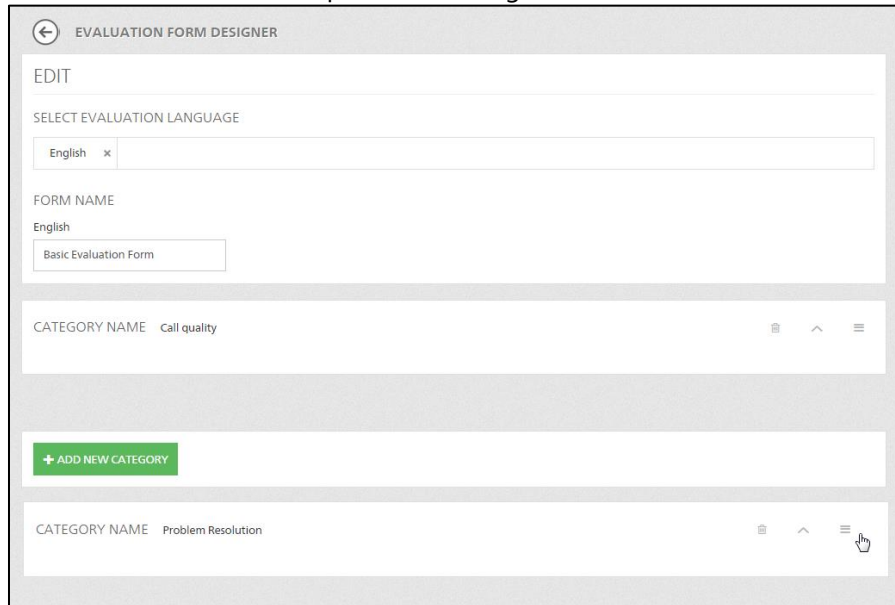 EVALUATION FORM DESIGNER
EDIT
SELECT EVALUATION LANGUAGE
English ×
FORM NAME
English
Basic Evaluation Form
CATEGORY NAME Call quality
+ ADD NEW CATEGORY
CATEGORY NAME Problem Resolution